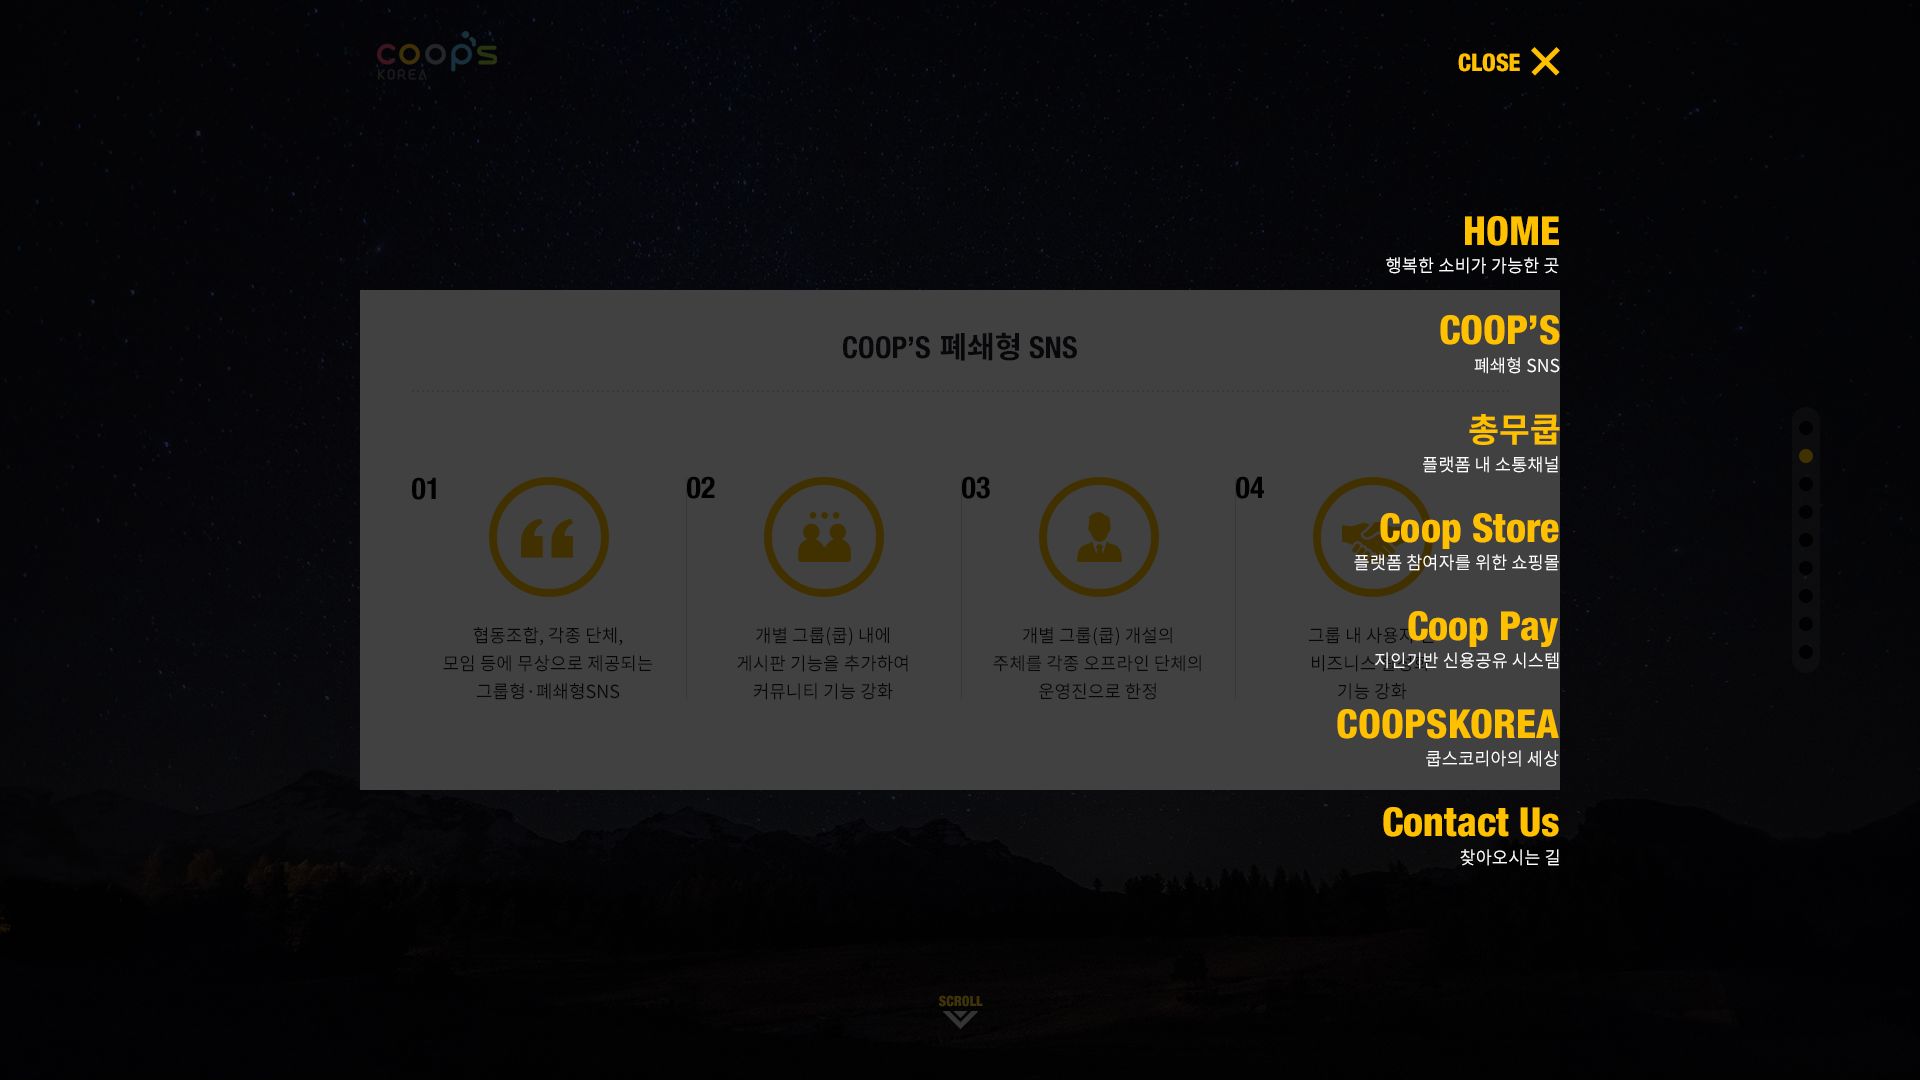 coop's
KOREA
CLOSE
HOME
행복한 소비가 가능한 곳
COOP'S
폐쇄형 SNS
총무쿱
플랫폼 내 소통채널
Coop Store
플랫폼 참여자를 위한 쇼핑몰
Coop Pay
지인기반 신용공유 시스템
COOPSKOREA
쿱스코리아의 세상
Contact Us
찾아오시는 길
COOP'S 폐쇄형 SNS
01
협동조합, 각종 단체,
모임 등에 무상으로 제공되는
그룹형·폐쇄형SNS
02
개별 그룹(쿱) 내에
게시판 기능을 추가하여
커뮤니티 기능 강화
03
개별 그룹(쿱) 개설의
주체를 각종 오프라인 단체의
운영진으로 한정
04
그룹 내
비즈니스
기능 강화
SCROLL